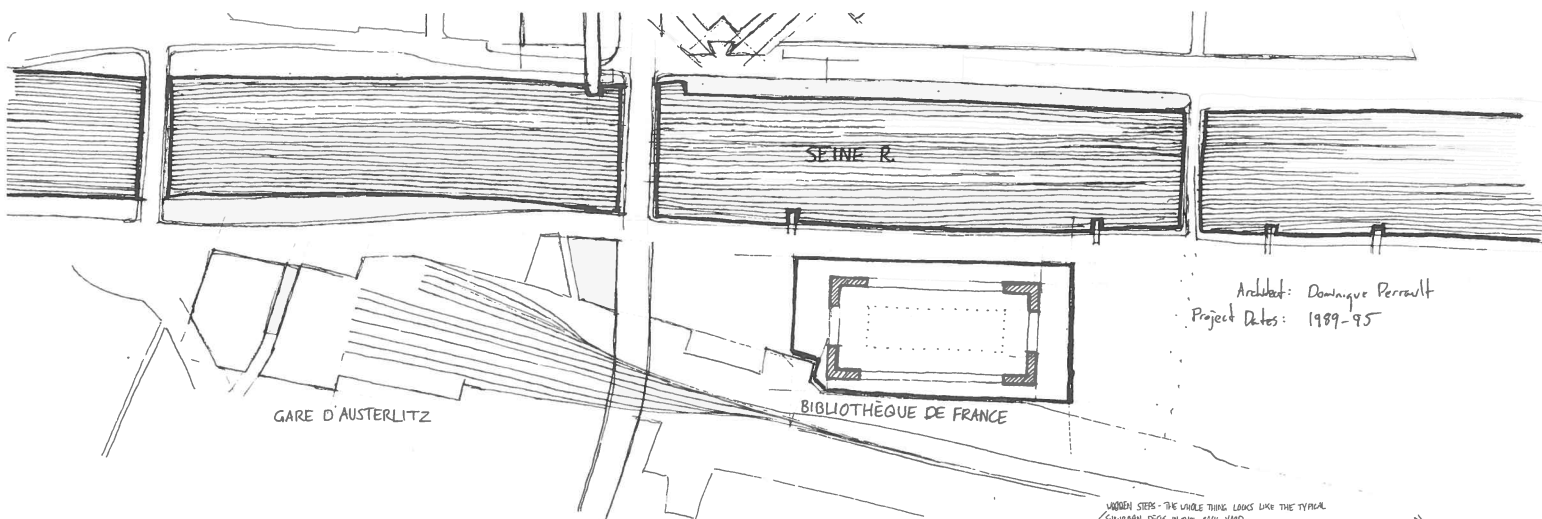 SEINE R.
Architect: Dominique Perrault
Project Dates: 1989-95
GARE D'AUSTERLITZ
BIBLIOTHÈQUE DE FRANCE
WOODEN STEPS - THE WHOLE THING LOOKS LIKE THE TYPICAL